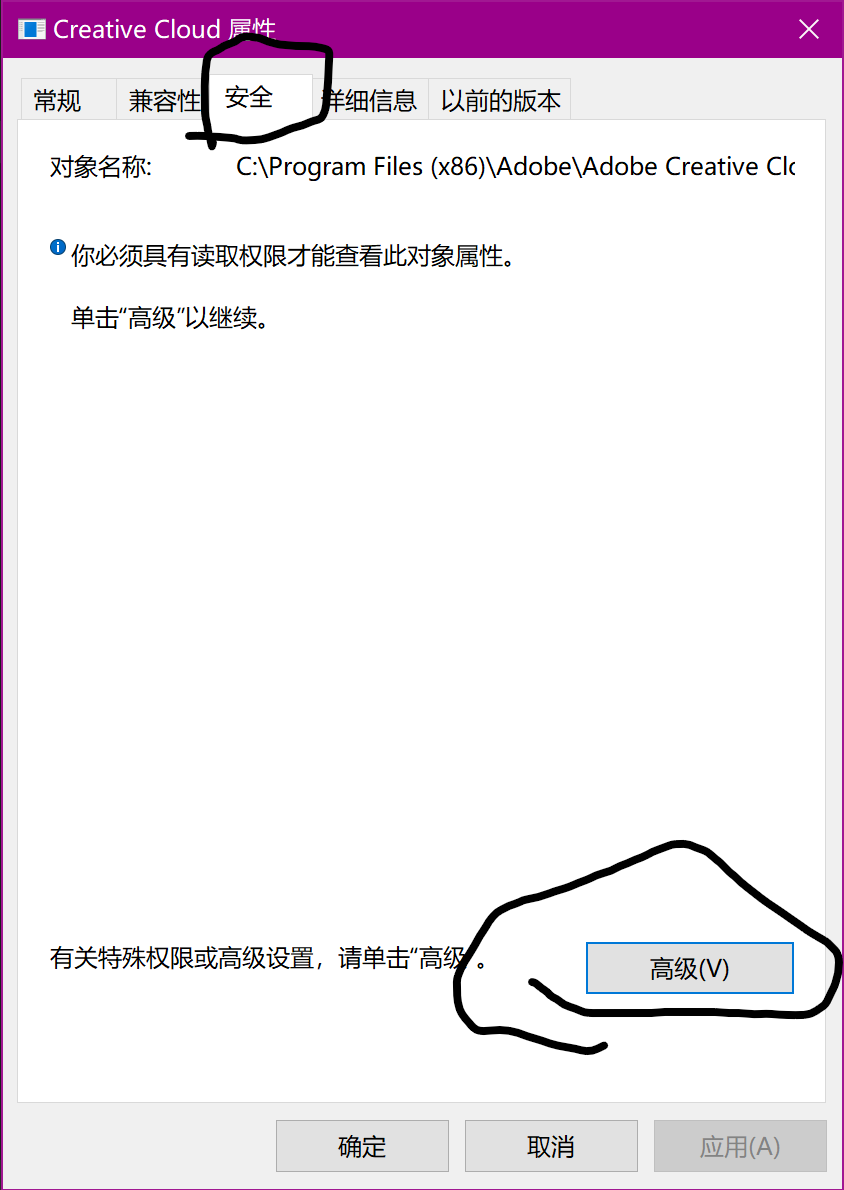 Creative Cloud 属性
常规 兼容性 安全 详细信息 以前的版本
对象名称: C:\Program Files (x86)\Adobe\Adobe Creative Clo
你必须具有读取权限才能查看此对象属性。
单击“高级”以继续。
有关特殊权限或高级设置，请单击“高级”。
高级(V)
确定 取消 应用(A)